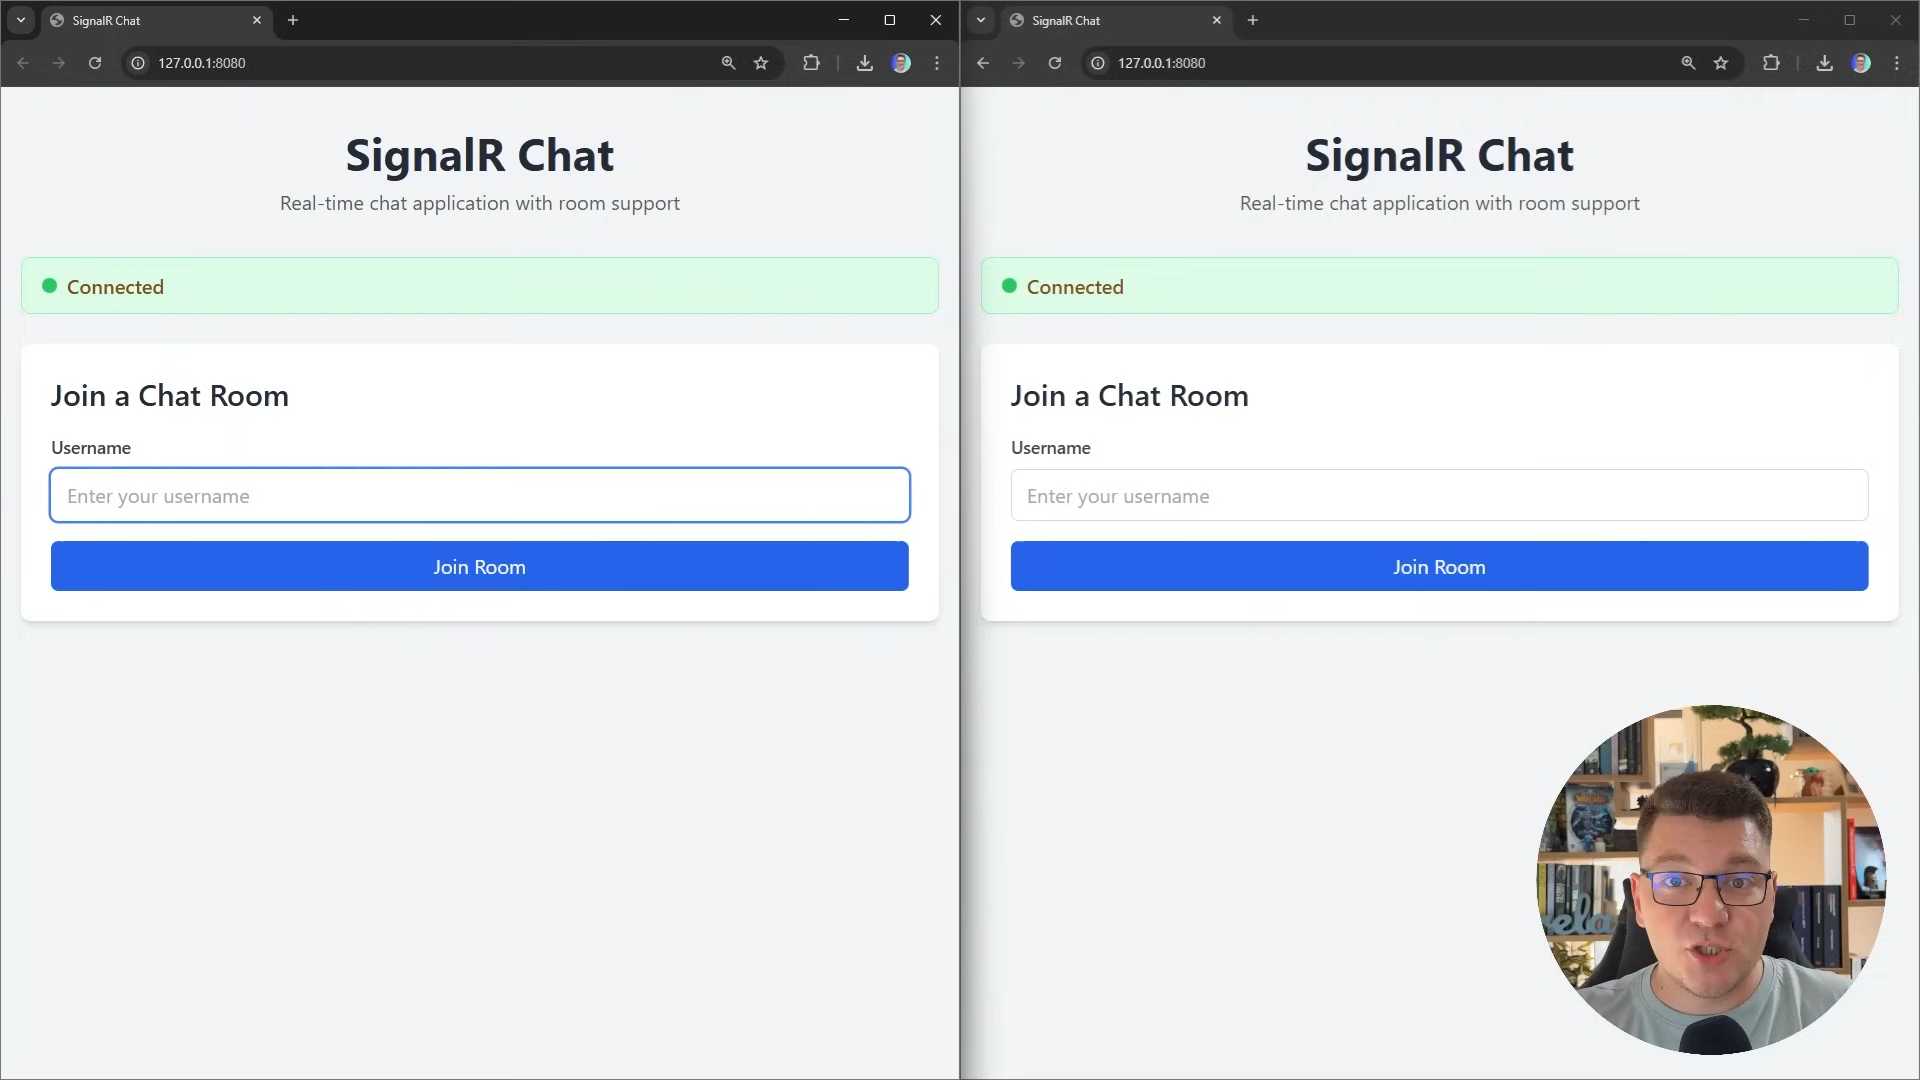 SignalR Chat
127.0.0.1:8080
SignalR Chat
Real-time chat application with room support
Connected
Join a Chat Room
Username
Enter your username
Join Room
SignalR Chat
127.0.0.1:8080
SignalR Chat
Real-time chat application with room support
Connected
Join a Chat Room
Username
Enter your username
Join Room